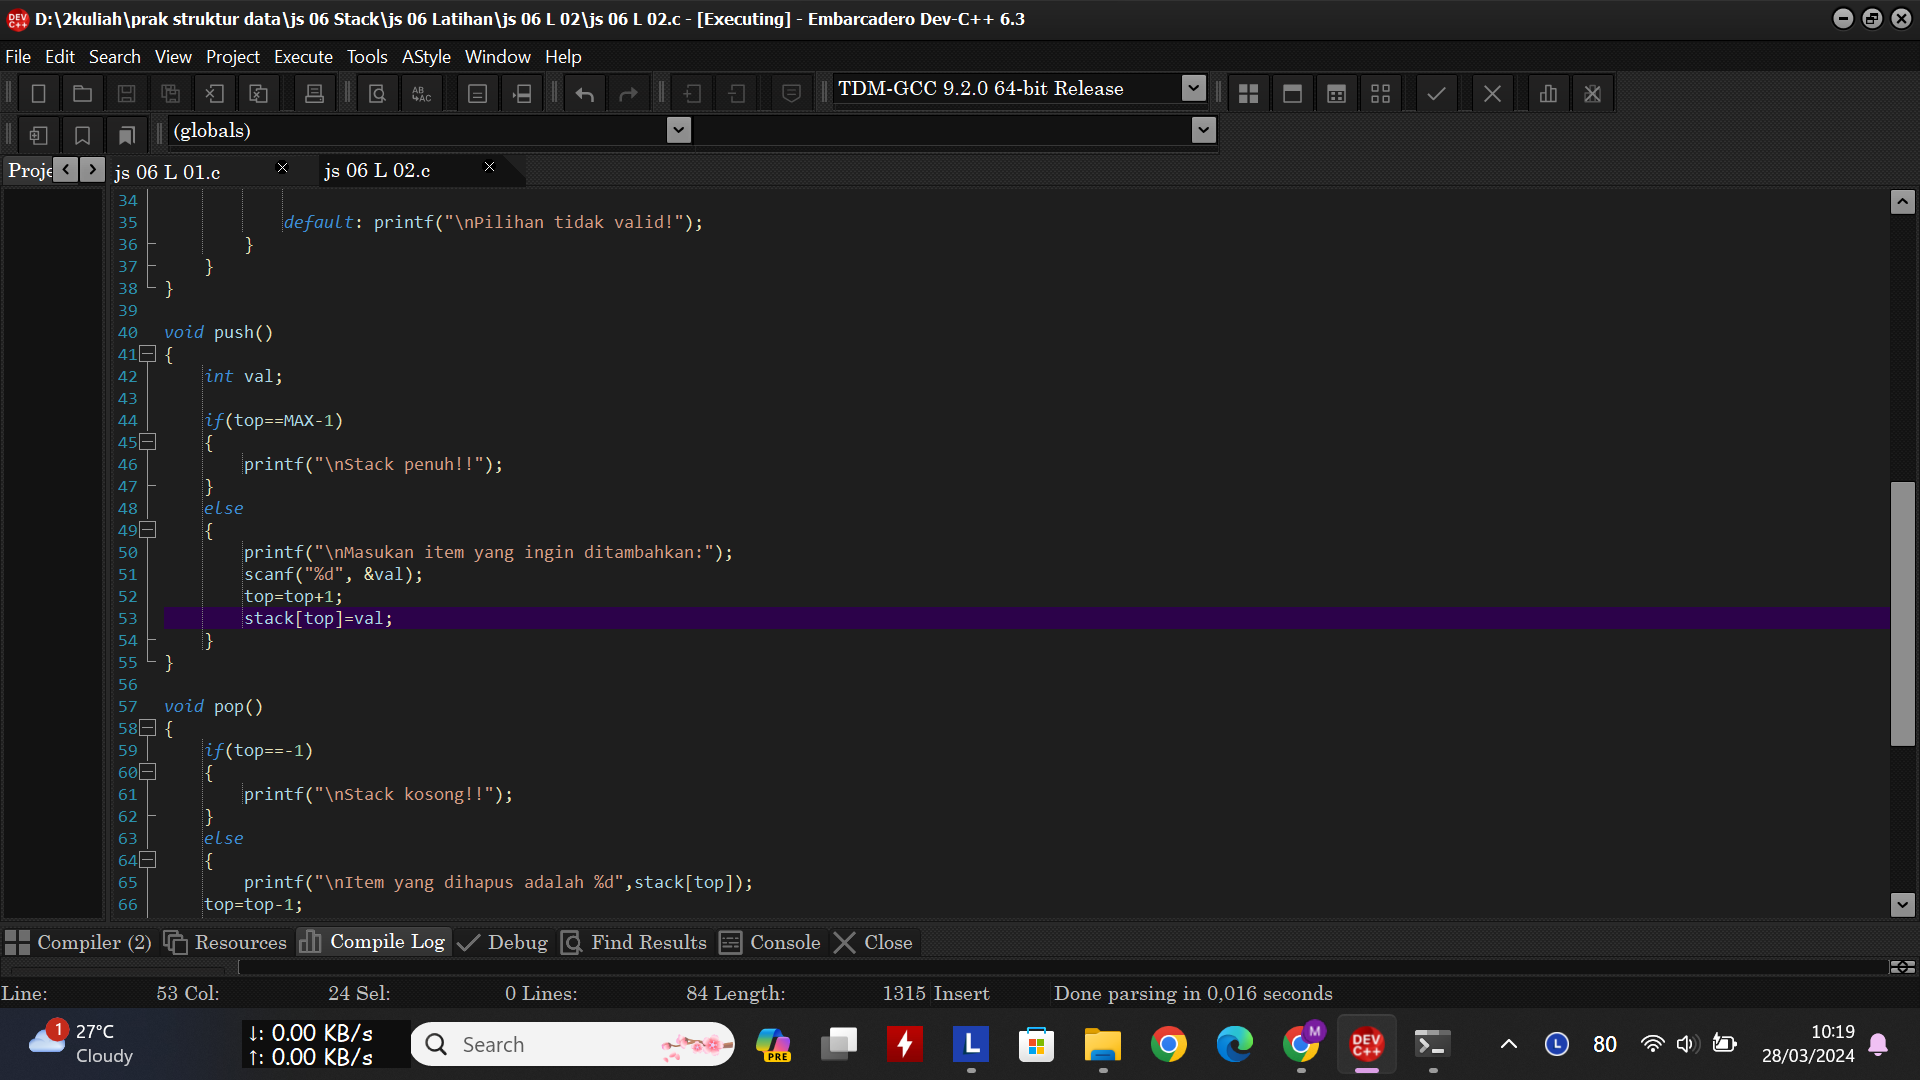 D:\2kuliah\prak struktur data\js 06 Stack\js 06 Latihan\js 06 L 02\js 06 L 02.c - [Executing] - Embarcadero Dev-C++ 6.3
File Edit Search View Project Execute Tools AStyle Window Help
TDM-GCC 9.2.0 64-bit Release
(globals)
Proje js 06 L 01.c js 06 L 02.c
34
35 default: printf("\nPilihan tidak valid!");
36 }
37 }
38 }
39
40 void push()
41 {
42 int val;
43
44 if(top==MAX-1)
45 {
46 printf("\nStack penuh!!");
47 }
48 else
49 {
50 printf("\nMasukan item yang ingin ditambahkan:");
51 scanf("%d", &val);
52 top=top+1;
53 stack[top]=val;
54 }
55 }
56
57 void pop()
58 {
59 if(top==-1)
60 {
61 printf("\nStack kosong!!");
62 }
63 else
64 {
65 printf("\nItem yang dihapus adalah %d",stack[top]);
66 top=top-1;
Compiler (2) Resources Compile Log Debug Find Results Console Close
Line: 53 Col: 24 Sel: 0 Lines: 84 Length: 1315 Insert Done parsing in 0,016 seconds
1 27°C
Cloudy
↓: 0.00 KB/s
↑: 0.00 KB/s
Search
PRE
L
M
DEV C++
L
80
10:19
28/03/2024